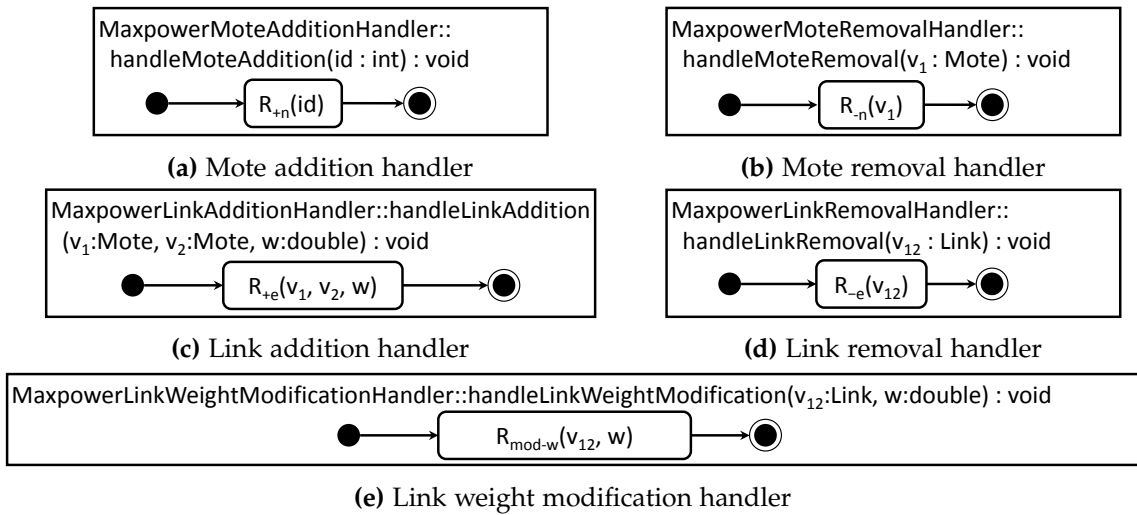 MaxpowerMoteAdditionHandler::
handleMoteAddition(id : int) : void
R+n(id)
(a) Mote addition handler
MaxpowerMoteRemovalHandler::
handleMoteRemoval(v1 : Mote) : void
R-n(v1)
(b) Mote removal handler
MaxpowerLinkAdditionHandler::handleLinkAddition
(v1:Mote, v2:Mote, w:double) : void
R+e(v1, v2, w)
(c) Link addition handler
MaxpowerLinkRemovalHandler::
handleLinkRemoval(v12 : Link) : void
R−e(v12)
(d) Link removal handler
MaxpowerLinkWeightModificationHandler::handleLinkWeightModification(v12:Link, w:double) : void
Rmod-w(v12, w)
(e) Link weight modification handler